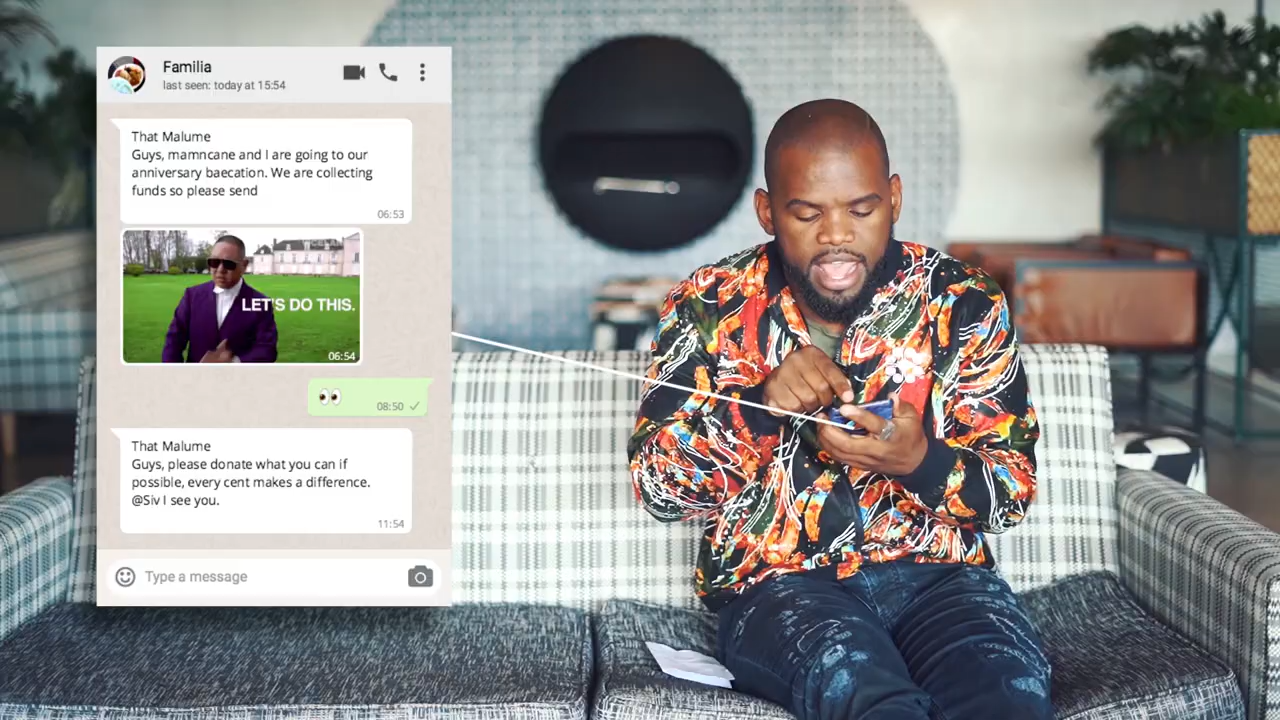 Familia
last seen: today at 15:54
That Malume
Guys, mamncane and I are going to our
anniversary baecation. We are collecting
funds so please send
06:53
LET'S DO THIS.
06:54
👀
08:50 ✓
That Malume
Guys, please donate what you can if
possible, every cent makes a difference.
@Siv I see you.
11:54
Type a message